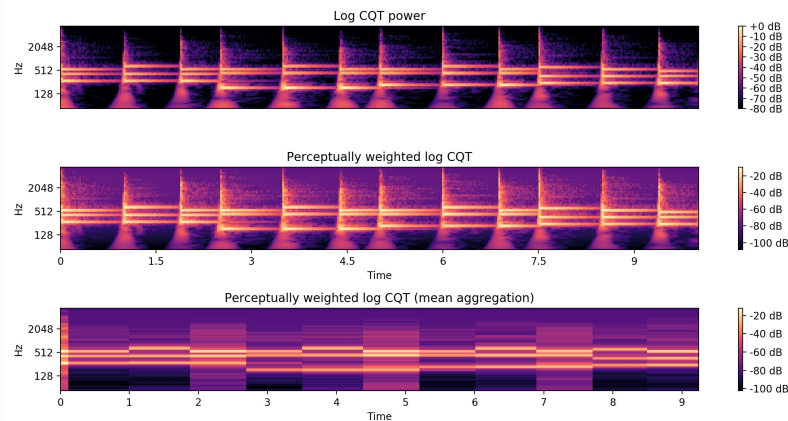 Log CQT power
Hz
2048
512
128
+0 dB
-10 dB
-20 dB
-30 dB
-40 dB
-50 dB
-60 dB
-70 dB
-80 dB
Perceptually weighted log CQT
Hz
2048
512
128
0 1.5 3 4.5 6 7.5 9
Time
-20 dB
-40 dB
-60 dB
-80 dB
-100 dB
Perceptually weighted log CQT (mean aggregation)
Hz
2048
512
128
0 1 2 3 4 5 6 7 8 9
Time
-20 dB
-40 dB
-60 dB
-80 dB
-100 dB